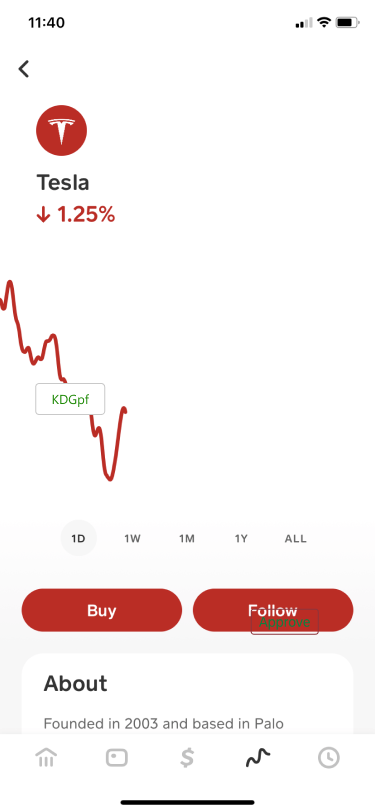 11:40
Tesla
↓ 1.25%
KDGpf
1D 1W 1M 1Y ALL
Buy Follow
Approve
About
Founded in 2003 and based in Palo
$